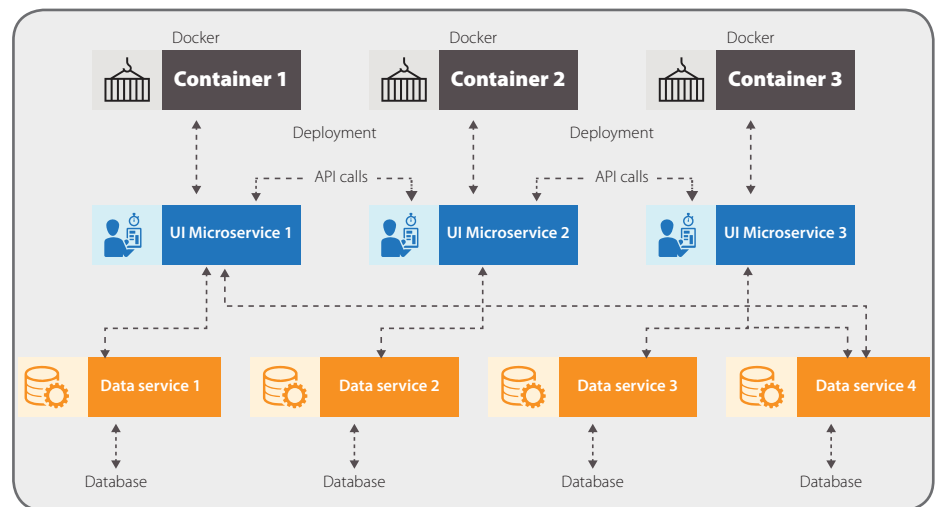 Docker
Docker
Docker
Container 1
Container 2
Container 3
Deployment
Deployment
API calls
API calls
UI Microservice 1
UI Microservice 2
UI Microservice 3
Data service 1
Data service 2
Data service 3
Data service 4
Database
Database
Database
Database